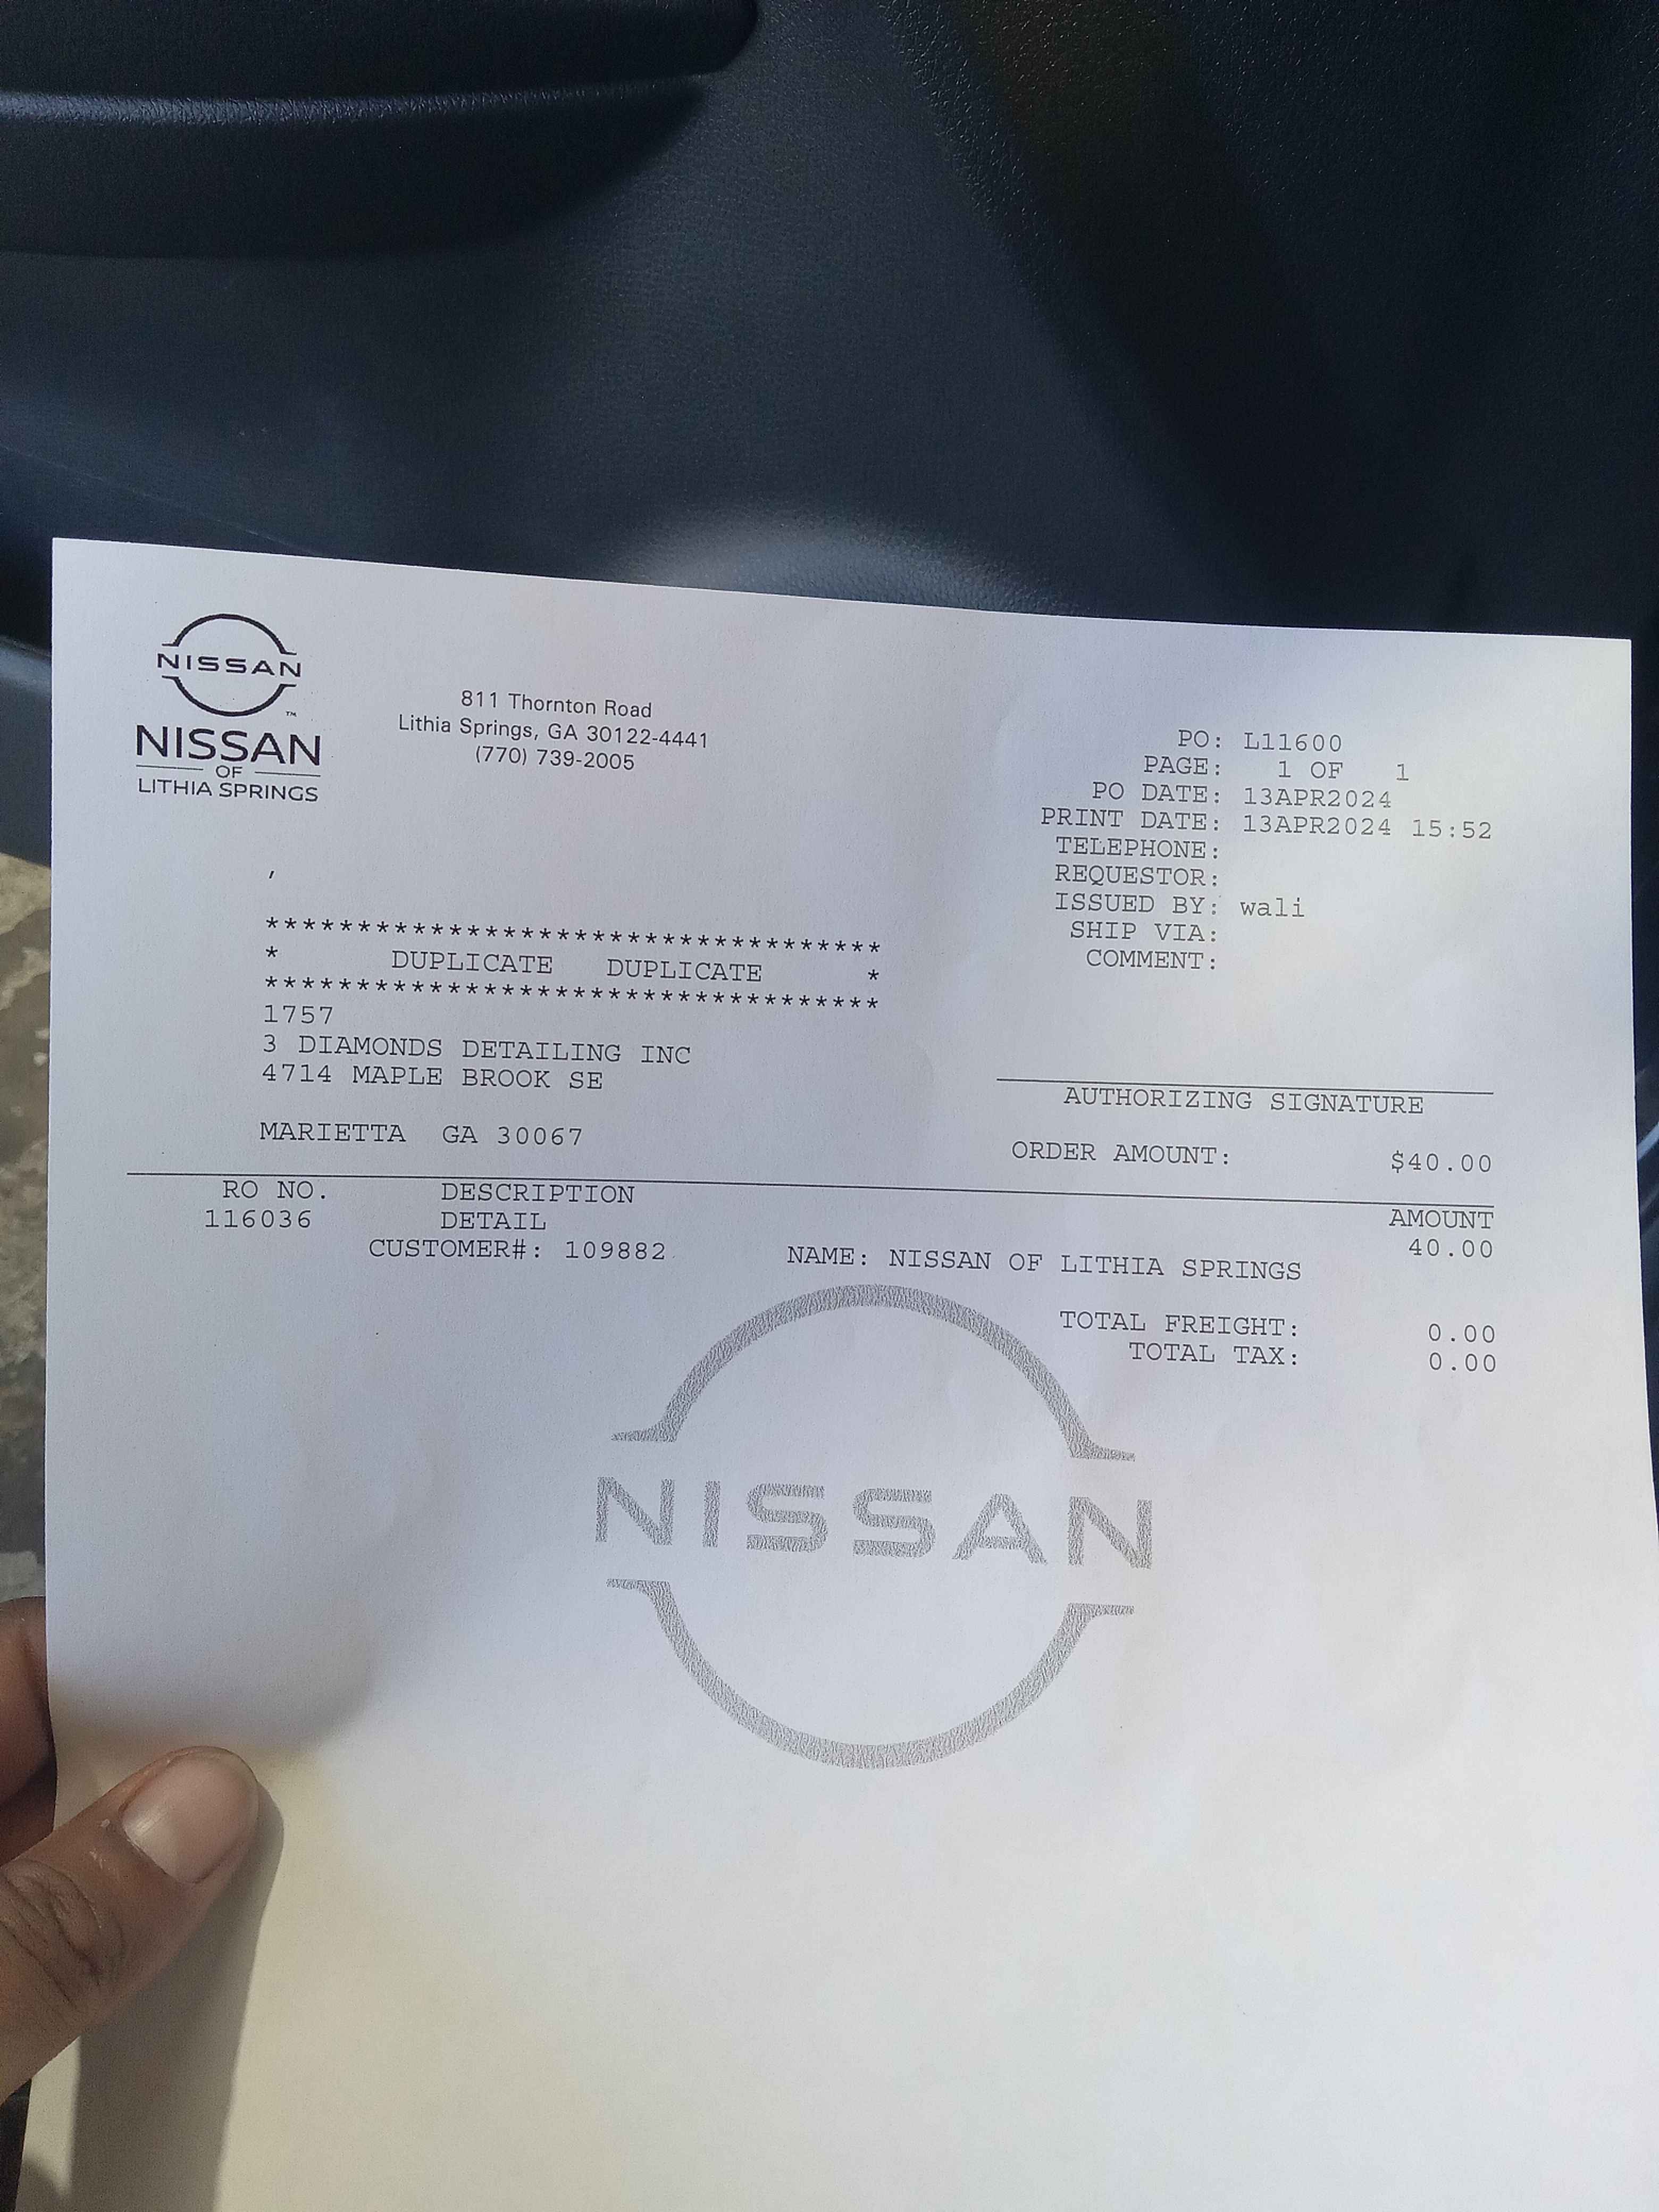 NISSAN
TM
NISSAN
OF
LITHIA SPRINGS
811 Thornton Road
Lithia Springs, GA 30122-4441
(770) 739-2005
PO: L11600
PAGE: 1 OF 1
PO DATE: 13APR2024
PRINT DATE: 13APR2024 15:52
TELEPHONE:
REQUESTOR:
ISSUED BY: wali
SHIP VIA:
COMMENT:
,
**********************************
* DUPLICATE DUPLICATE *
**********************************
1757
3 DIAMONDS DETAILING INC
4714 MAPLE BROOK SE
MARIETTA GA 30067
AUTHORIZING SIGNATURE
ORDER AMOUNT: $40.00
RO NO. DESCRIPTION AMOUNT
116036 DETAIL 40.00
CUSTOMER#: 109882 NAME: NISSAN OF LITHIA SPRINGS
TOTAL FREIGHT: 0.00
TOTAL TAX: 0.00
NISSAN